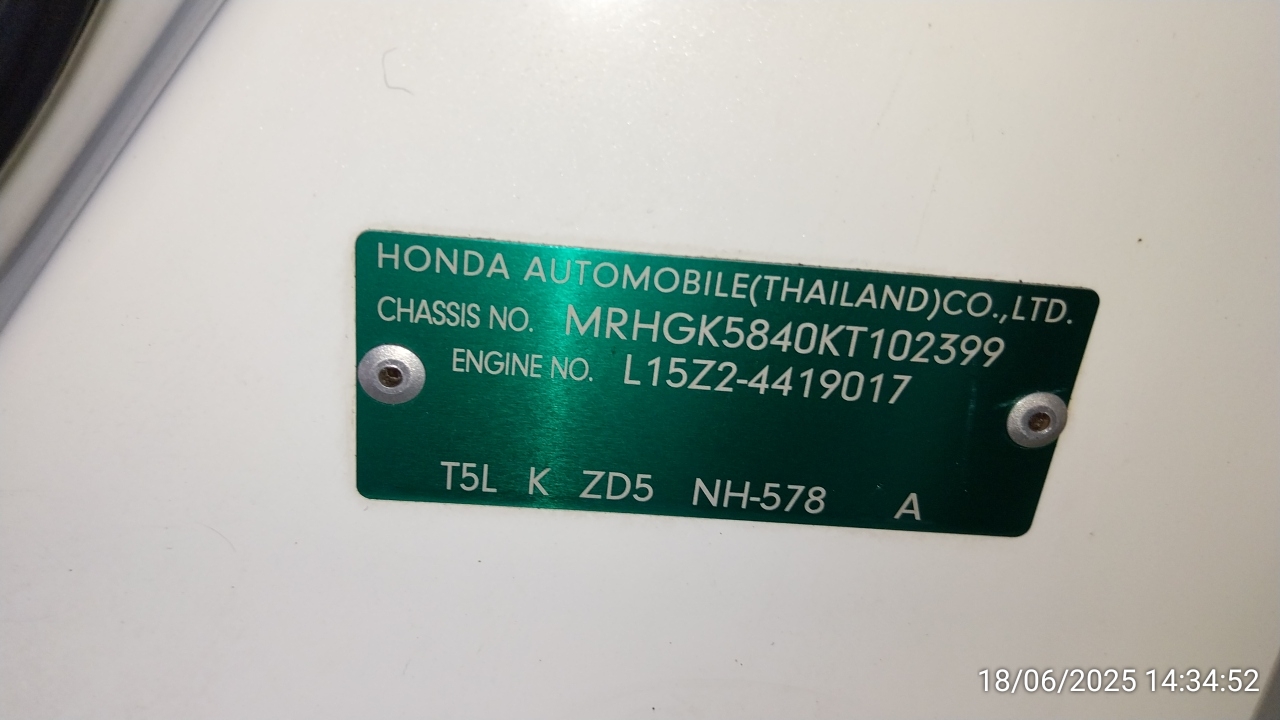 HONDA AUTOMOBILE(THAILAND)CO.,LTD.
CHASSIS NO. MRHGK5840KT102399
ENGINE NO. L15Z2-4419017
T5L K ZD5 NH-578 A
18/06/2025 14:34:52